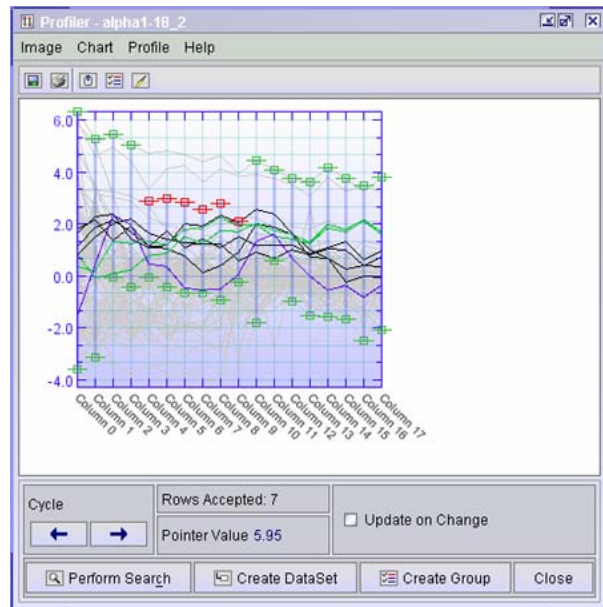 Profiler - alpha1-18_2
Image Chart Profile Help
6.0
4.0
2.0
0.0
-2.0
-4.0
Column 0
Column 1
Column 2
Column 3
Column 4
Column 5
Column 6
Column 7
Column 8
Column 9
Column 10
Column 11
Column 12
Column 13
Column 14
Column 15
Column 16
Column 17
Cycle
Rows Accepted: 7
Pointer Value 5.95
Update on Change
Perform Search
Create DataSet
Create Group
Close